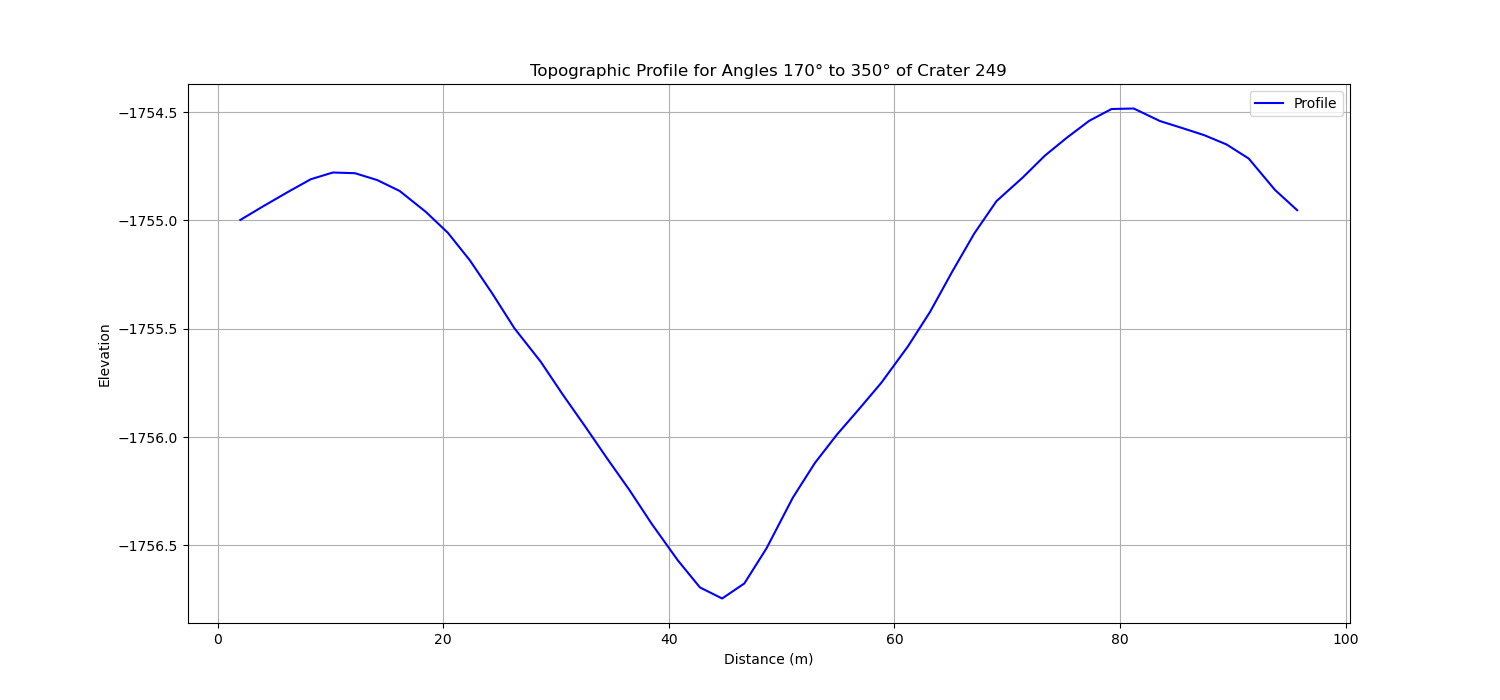 Topographic Profile for Angles 170° to 350° of Crater 249
Profile
−1754.5
−1755.0
−1755.5
−1756.0
−1756.5
Elevation
0 20 40 60 80 100
Distance (m)